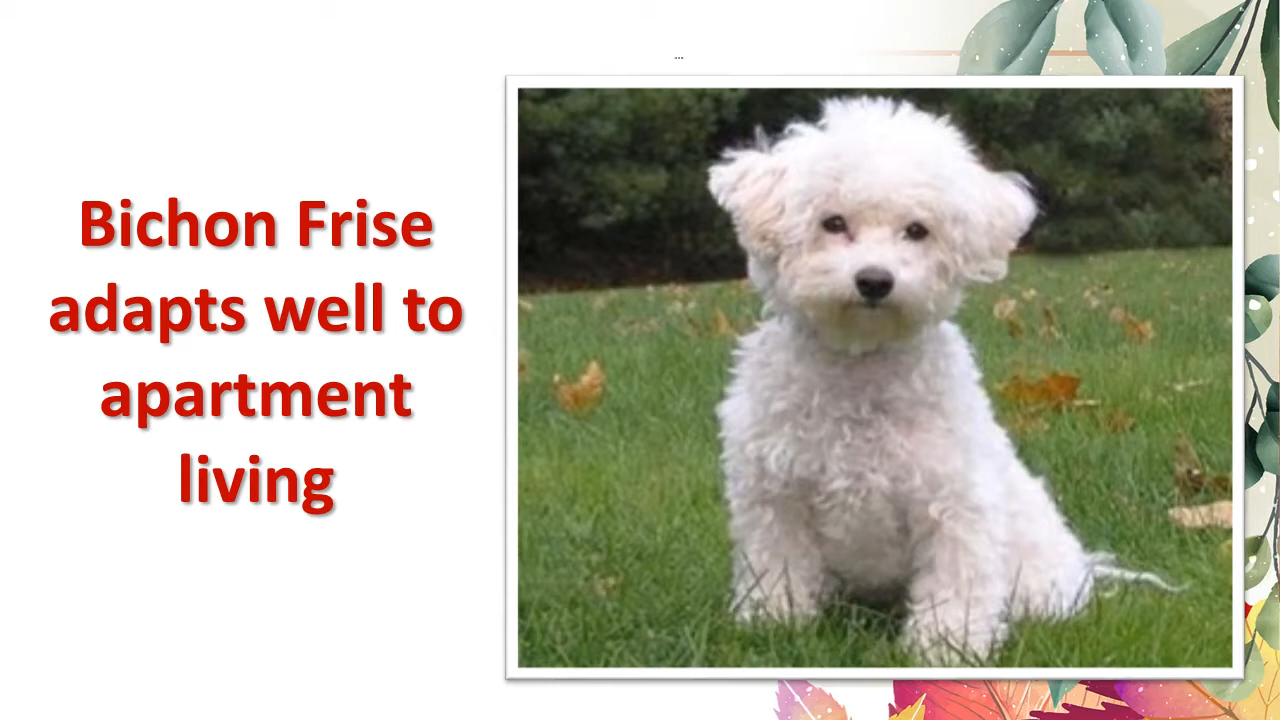 ...
Bichon Frise
adapts well to
apartment
living